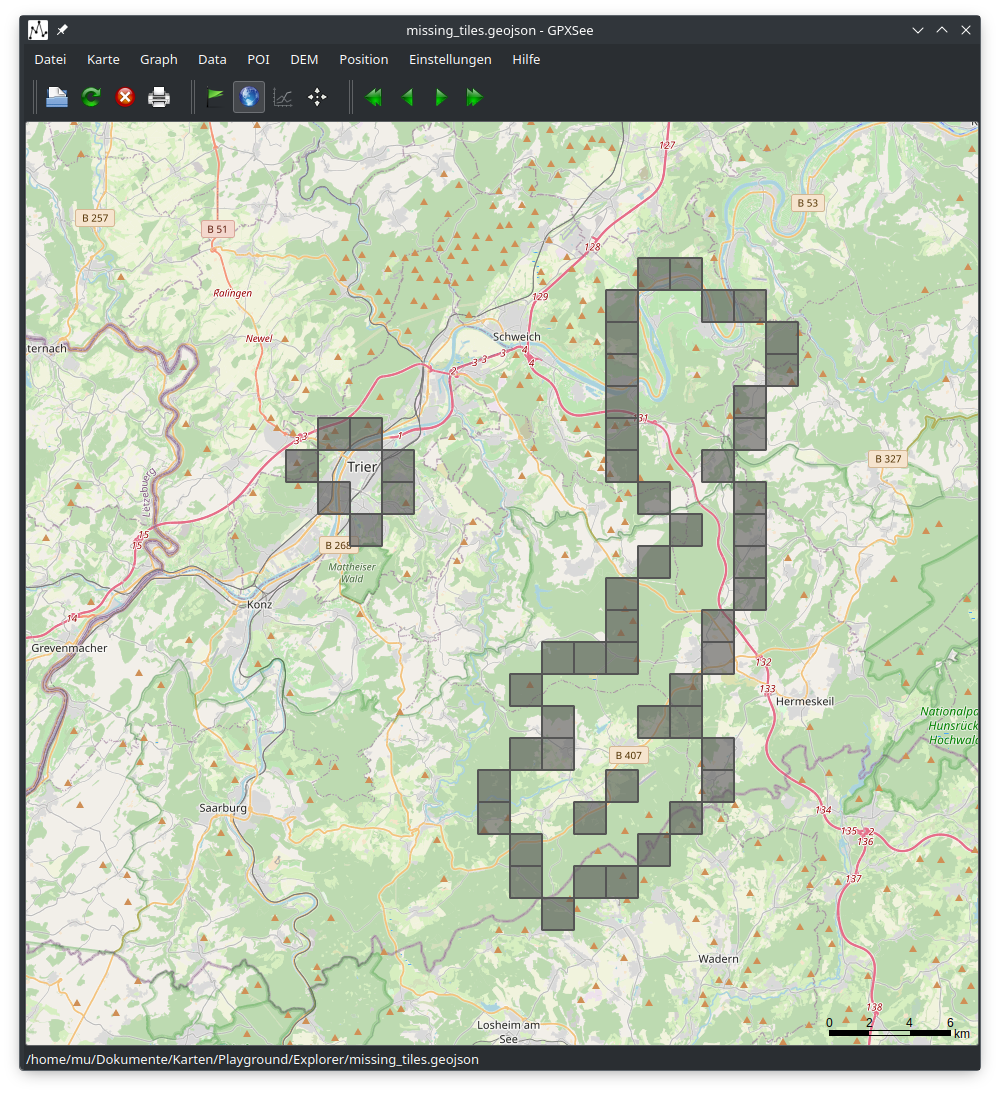 missing_tiles.geojson - GPXSee
Datei Karte Graph Data POI DEM Position Einstellungen Hilfe
127
B 53
B 257
B 51
128
Ralingen
129
Newel
Schweich
4
3
3 3
4
ternach
2
131
3 3
1
Trier
B 327
Lëtzebuerg
15
15
B 268
Mattheiser
Wald
Konz
14
Grevenmacher
132
133
Hermeskeil
Nationalpa
Hunsrück
Hochwald
B 407
Saarburg
134
135 2
136
137
Wadern
138
Losheim am
See
0 2 4 6
km
/home/mu/Dokumente/Karten/Playground/Explorer/missing_tiles.geojson